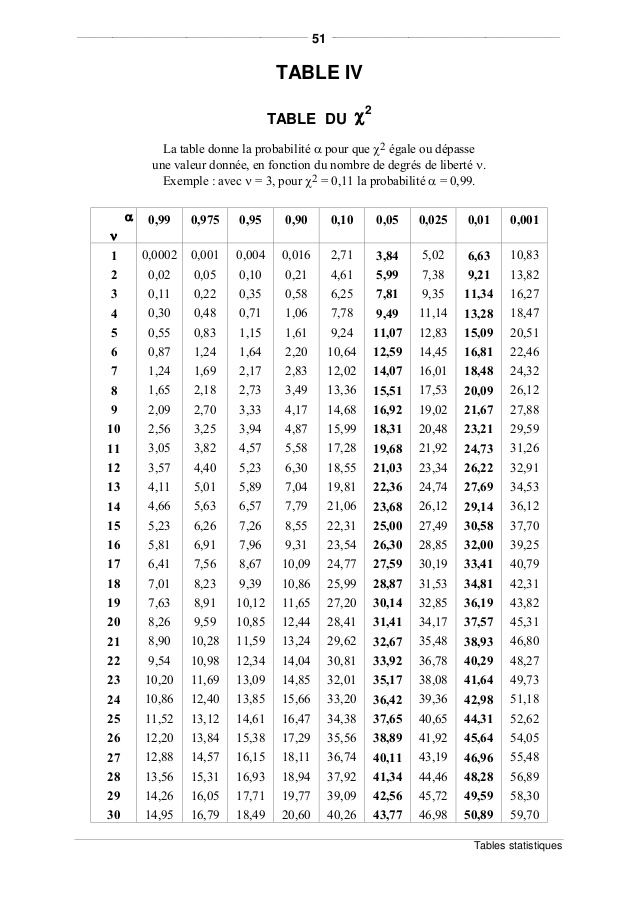 51
TABLE IV
TABLE DU χ2
La table donne la probabilité α pour que χ2 égale ou dépasse
une valeur donnée, en fonction du nombre de degrés de liberté ν.
Exemple : avec ν = 3, pour χ2 = 0,11 la probabilité α = 0,99.
α 0,99 0,975 0,95 0,90 0,10 0,05 0,025 0,01 0,001
ν
1 0,0002 0,001 0,004 0,016 2,71 3,84 5,02 6,63 10,83
2 0,02 0,05 0,10 0,21 4,61 5,99 7,38 9,21 13,82
3 0,11 0,22 0,35 0,58 6,25 7,81 9,35 11,34 16,27
4 0,30 0,48 0,71 1,06 7,78 9,49 11,14 13,28 18,47
5 0,55 0,83 1,15 1,61 9,24 11,07 12,83 15,09 20,51
6 0,87 1,24 1,64 2,20 10,64 12,59 14,45 16,81 22,46
7 1,24 1,69 2,17 2,83 12,02 14,07 16,01 18,48 24,32
8 1,65 2,18 2,73 3,49 13,36 15,51 17,53 20,09 26,12
9 2,09 2,70 3,33 4,17 14,68 16,92 19,02 21,67 27,88
10 2,56 3,25 3,94 4,87 15,99 18,31 20,48 23,21 29,59
11 3,05 3,82 4,57 5,58 17,28 19,68 21,92 24,73 31,26
12 3,57 4,40 5,23 6,30 18,55 21,03 23,34 26,22 32,91
13 4,11 5,01 5,89 7,04 19,81 22,36 24,74 27,69 34,53
14 4,66 5,63 6,57 7,79 21,06 23,68 26,12 29,14 36,12
15 5,23 6,26 7,26 8,55 22,31 25,00 27,49 30,58 37,70
16 5,81 6,91 7,96 9,31 23,54 26,30 28,85 32,00 39,25
17 6,41 7,56 8,67 10,09 24,77 27,59 30,19 33,41 40,79
18 7,01 8,23 9,39 10,86 25,99 28,87 31,53 34,81 42,31
19 7,63 8,91 10,12 11,65 27,20 30,14 32,85 36,19 43,82
20 8,26 9,59 10,85 12,44 28,41 31,41 34,17 37,57 45,31
21 8,90 10,28 11,59 13,24 29,62 32,67 35,48 38,93 46,80
22 9,54 10,98 12,34 14,04 30,81 33,92 36,78 40,29 48,27
23 10,20 11,69 13,09 14,85 32,01 35,17 38,08 41,64 49,73
24 10,86 12,40 13,85 15,66 33,20 36,42 39,36 42,98 51,18
25 11,52 13,12 14,61 16,47 34,38 37,65 40,65 44,31 52,62
26 12,20 13,84 15,38 17,29 35,56 38,89 41,92 45,64 54,05
27 12,88 14,57 16,15 18,11 36,74 40,11 43,19 46,96 55,48
28 13,56 15,31 16,93 18,94 37,92 41,34 44,46 48,28 56,89
29 14,26 16,05 17,71 19,77 39,09 42,56 45,72 49,59 58,30
30 14,95 16,79 18,49 20,60 40,26 43,77 46,98 50,89 59,70
Tables statistiques